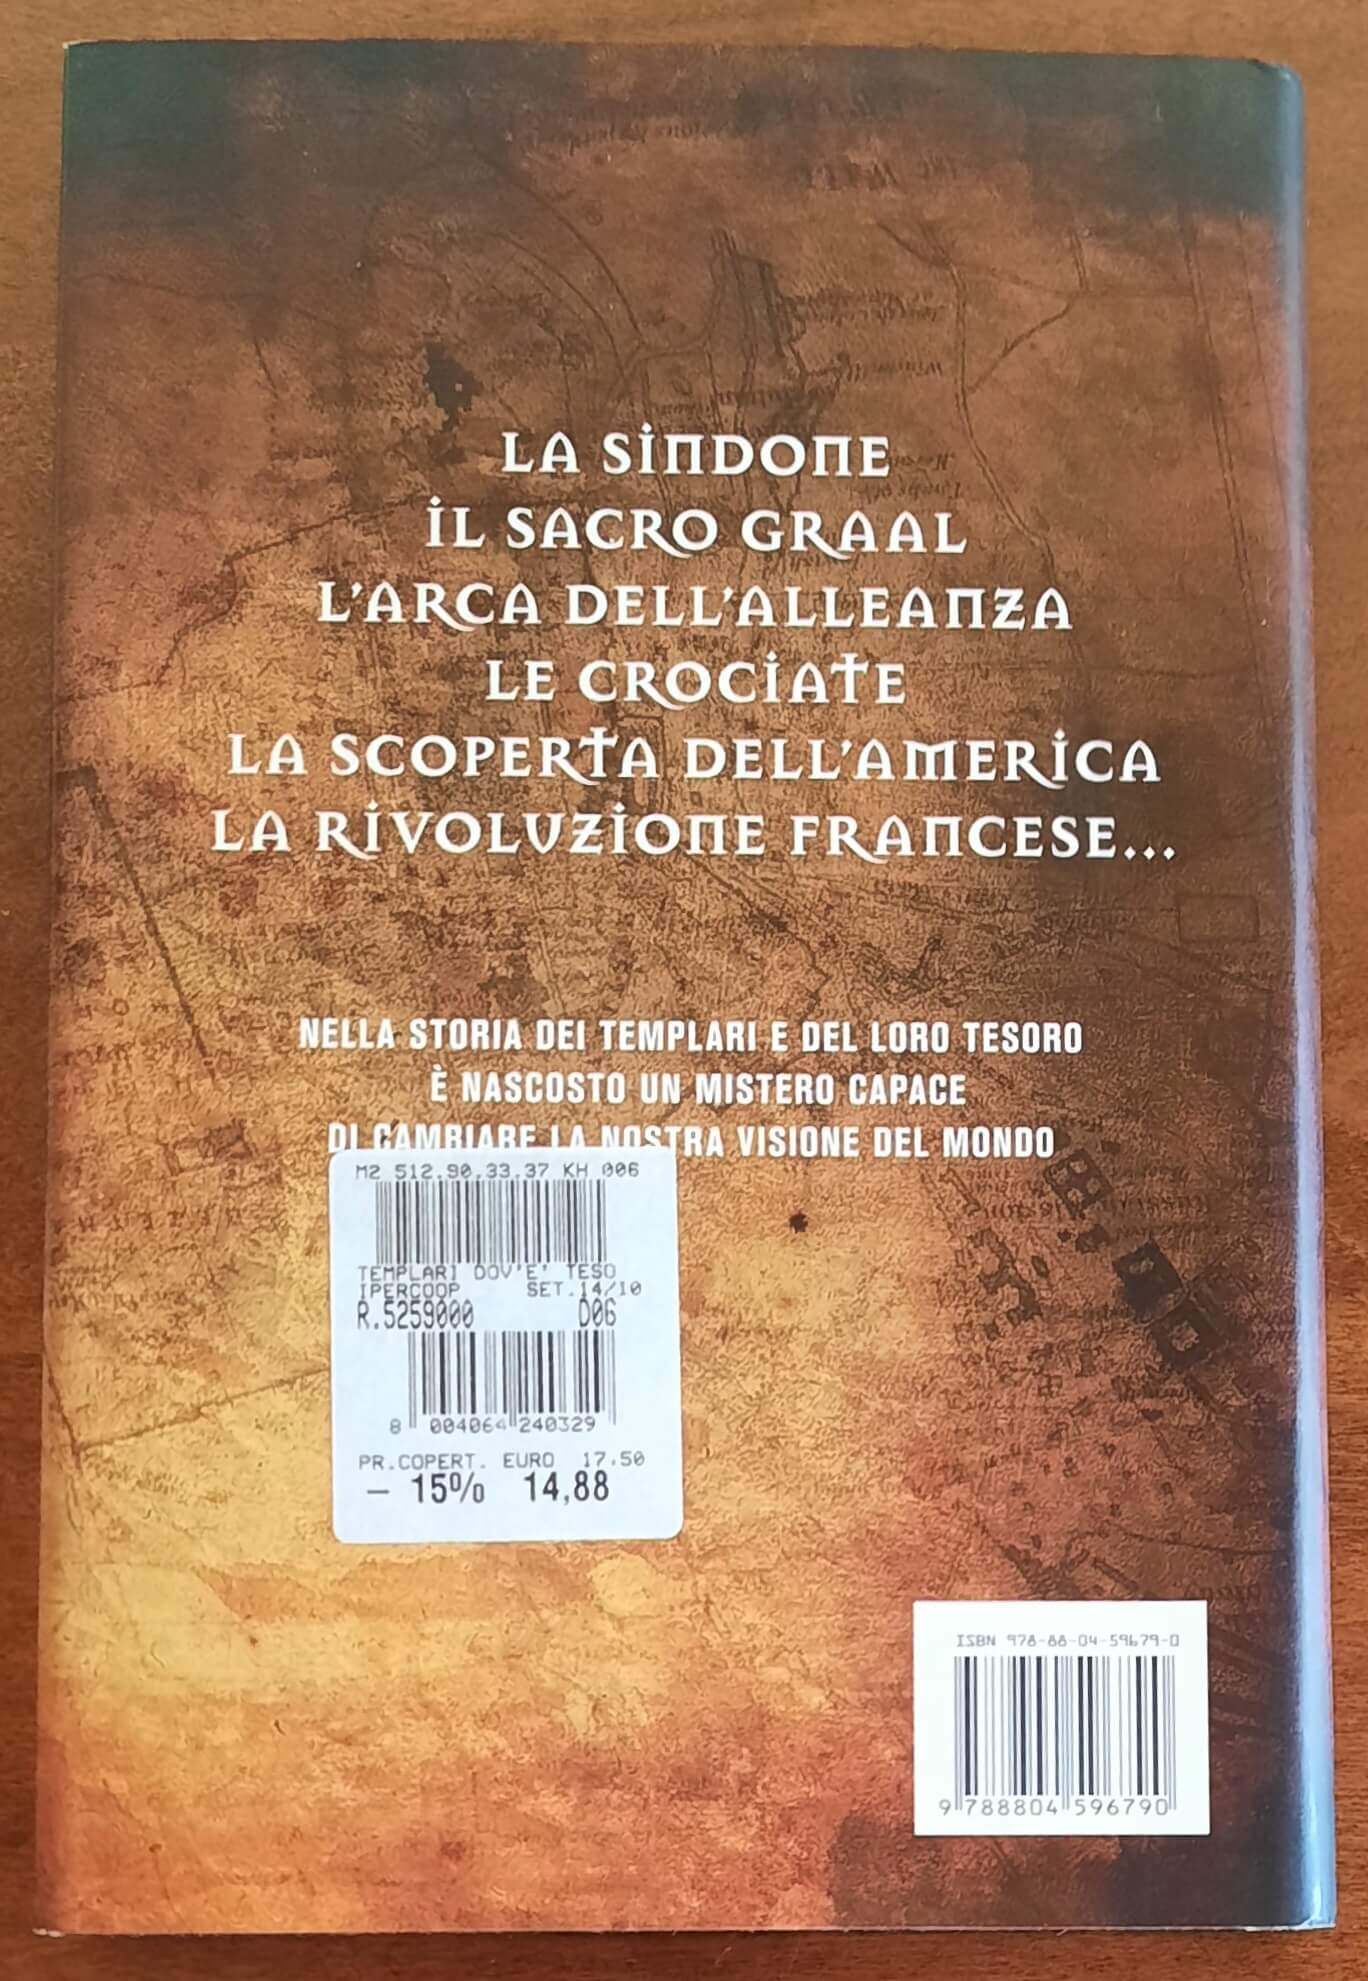 LA SINDONE
IL SACRO GRAAL
L'ARCA DELL'ALLEANZA
LE CROCIATE
LA SCOPERTA DELL'AMERICA
LA RIVOLUZIONE FRANCESE...
NELLA STORIA DEI TEMPLARI E DEL LORO TESORO
È NASCOSTO UN MISTERO CAPACE
DI CAMBIARE LA NOSTRA VISIONE DEL MONDO
M2 512.90.33.37 KH 006
TEMPLARI DOV'E' TESO
IPERCOOP SET.14/10
R.5259000 D06
8 004064 240329
PR.COPERT. EURO 17.50
– 15% 14,88
ISBN 978-88-04-59679-0
9 788804 596790